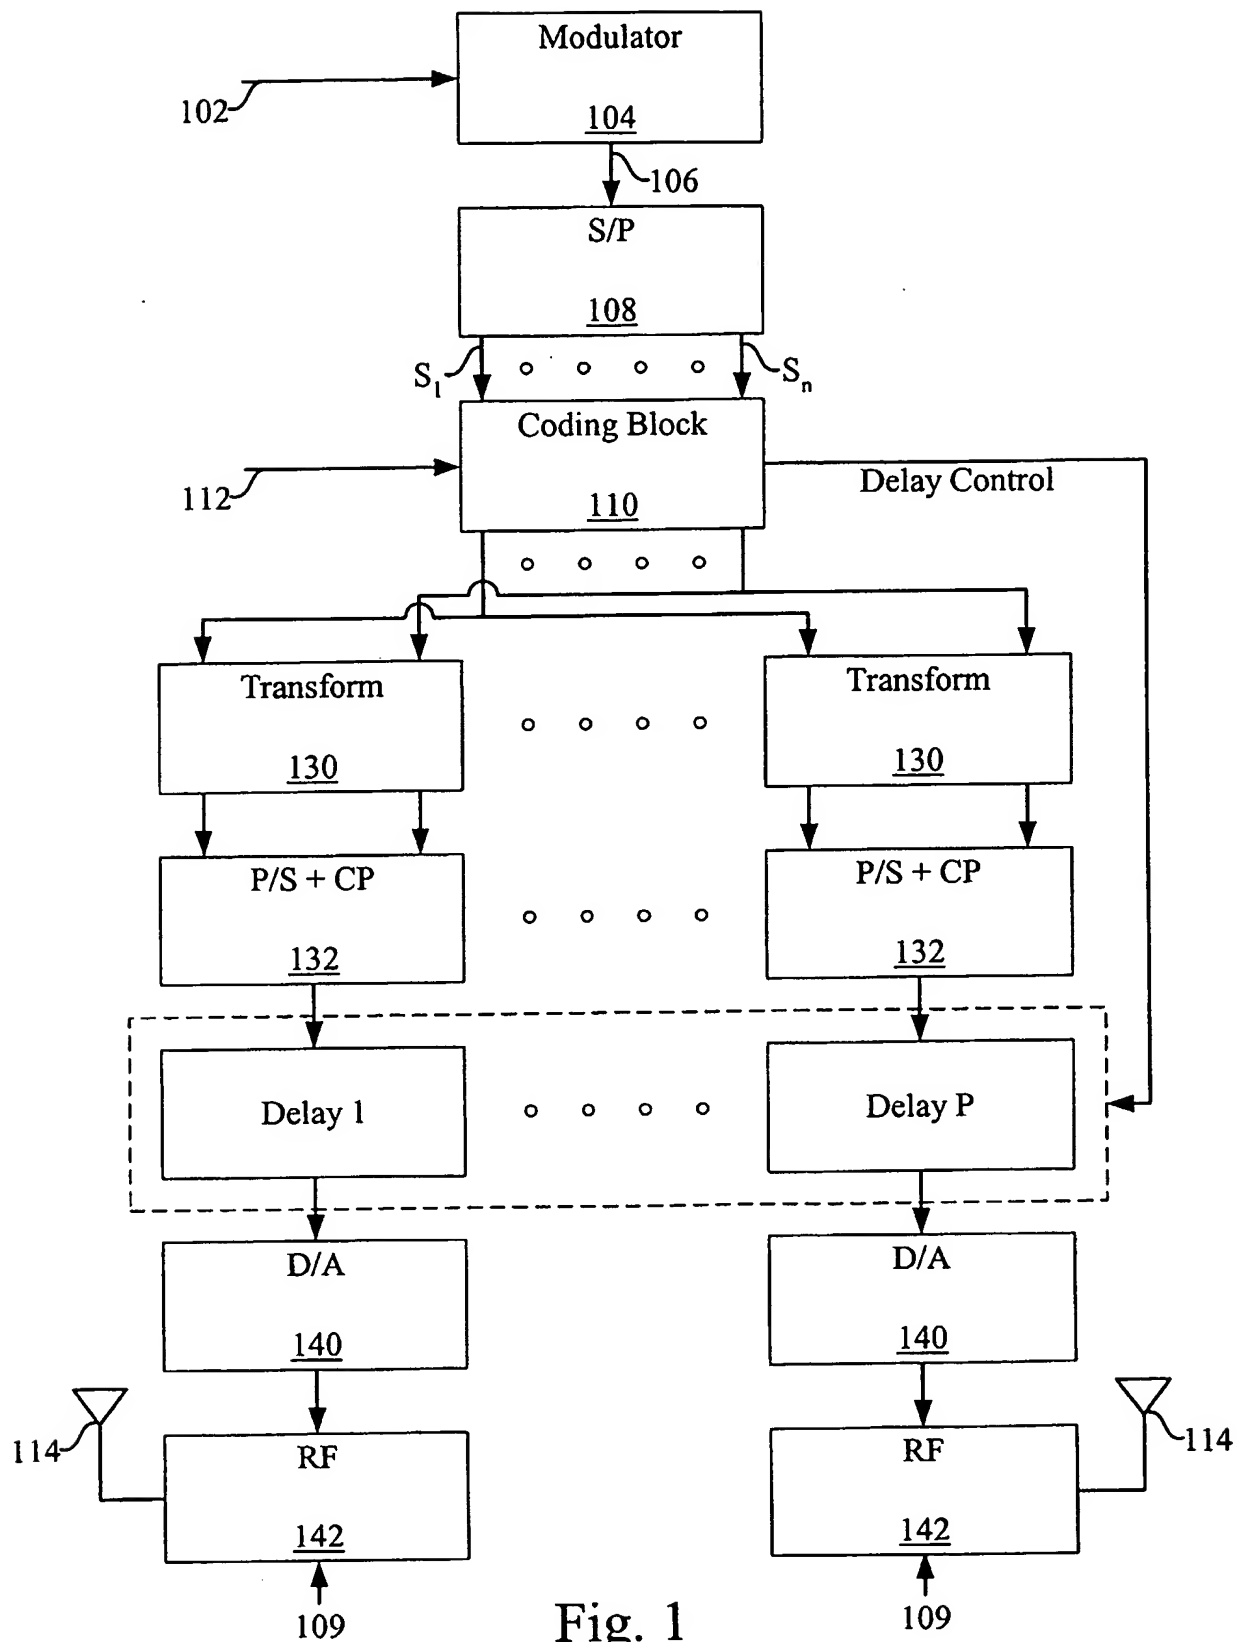 Modulator
102
104
106
S/P
108
S1
Sn
Coding Block
112
110
Delay Control
Transform
Transform
130
130
P/S + CP
P/S + CP
132
132
Delay 1
Delay P
D/A
D/A
140
140
114
RF
RF
114
142
142
109
109
Fig. 1